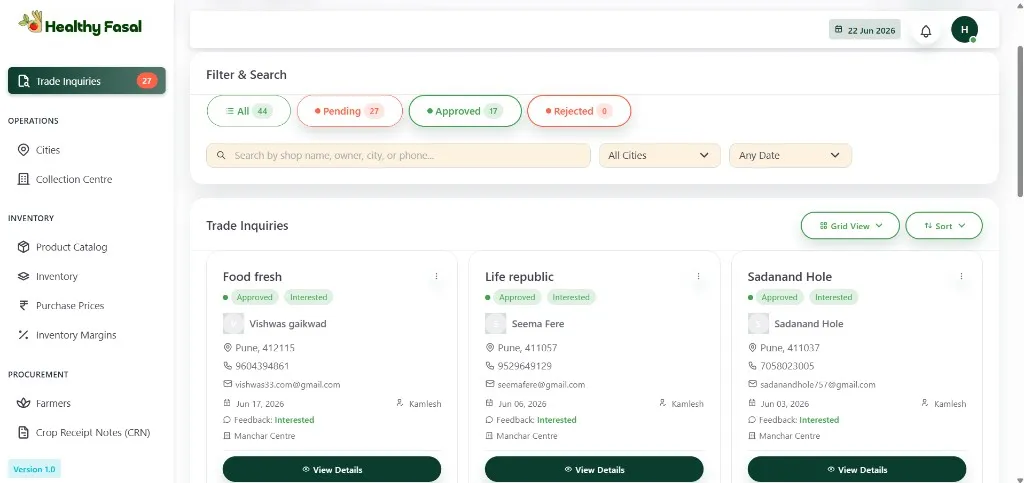 Healthy Fasal
22 Jun 2026
H
Trade Inquiries 27
OPERATIONS
Cities
Collection Centre
INVENTORY
Product Catalog
Inventory
Purchase Prices
Inventory Margins
PROCUREMENT
Farmers
Crop Receipt Notes (CRN)
Version 1.0
Filter & Search
All 44 Pending 27 Approved 17 Rejected 0
Search by shop name, owner, city, or phone... All Cities Any Date
Trade Inquiries Grid View Sort
Food fresh
Approved Interested
Vishwas gaikwad
Pune, 412115
9604394861
vishwas33.com@gmail.com
Jun 17, 2026 Kamlesh
Feedback: Interested
Manchar Centre
View Details
Life republic
Approved Interested
Seema Fere
Pune, 411057
9529649129
seemafere@gmail.com
Jun 06, 2026 Kamlesh
Feedback: Interested
Manchar Centre
View Details
Sadanand Hole
Approved Interested
Sadanand Hole
Pune, 411037
7058023005
sadanandhole757@gmail.com
Jun 03, 2026 Kamlesh
Feedback: Interested
Manchar Centre
View Details